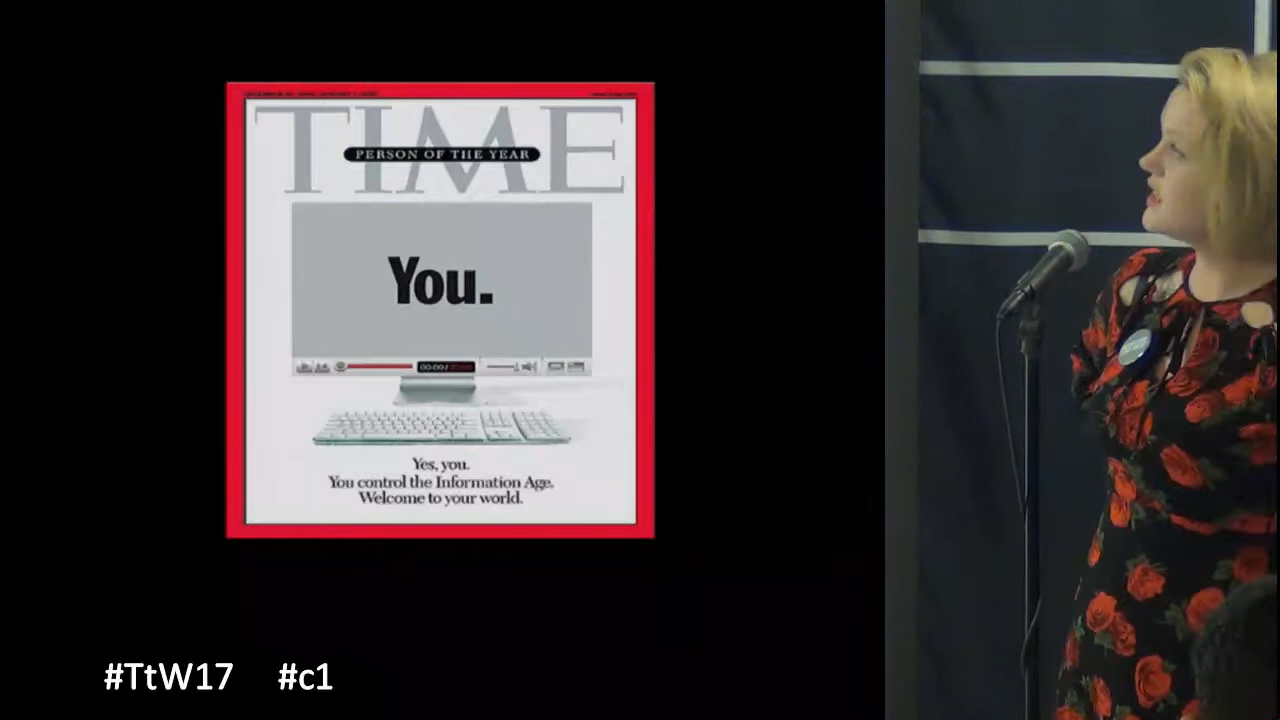 TIME
PERSON OF THE YEAR
You.
Yes, you.
You control the Information Age.
Welcome to your world.
#TtW17 #c1